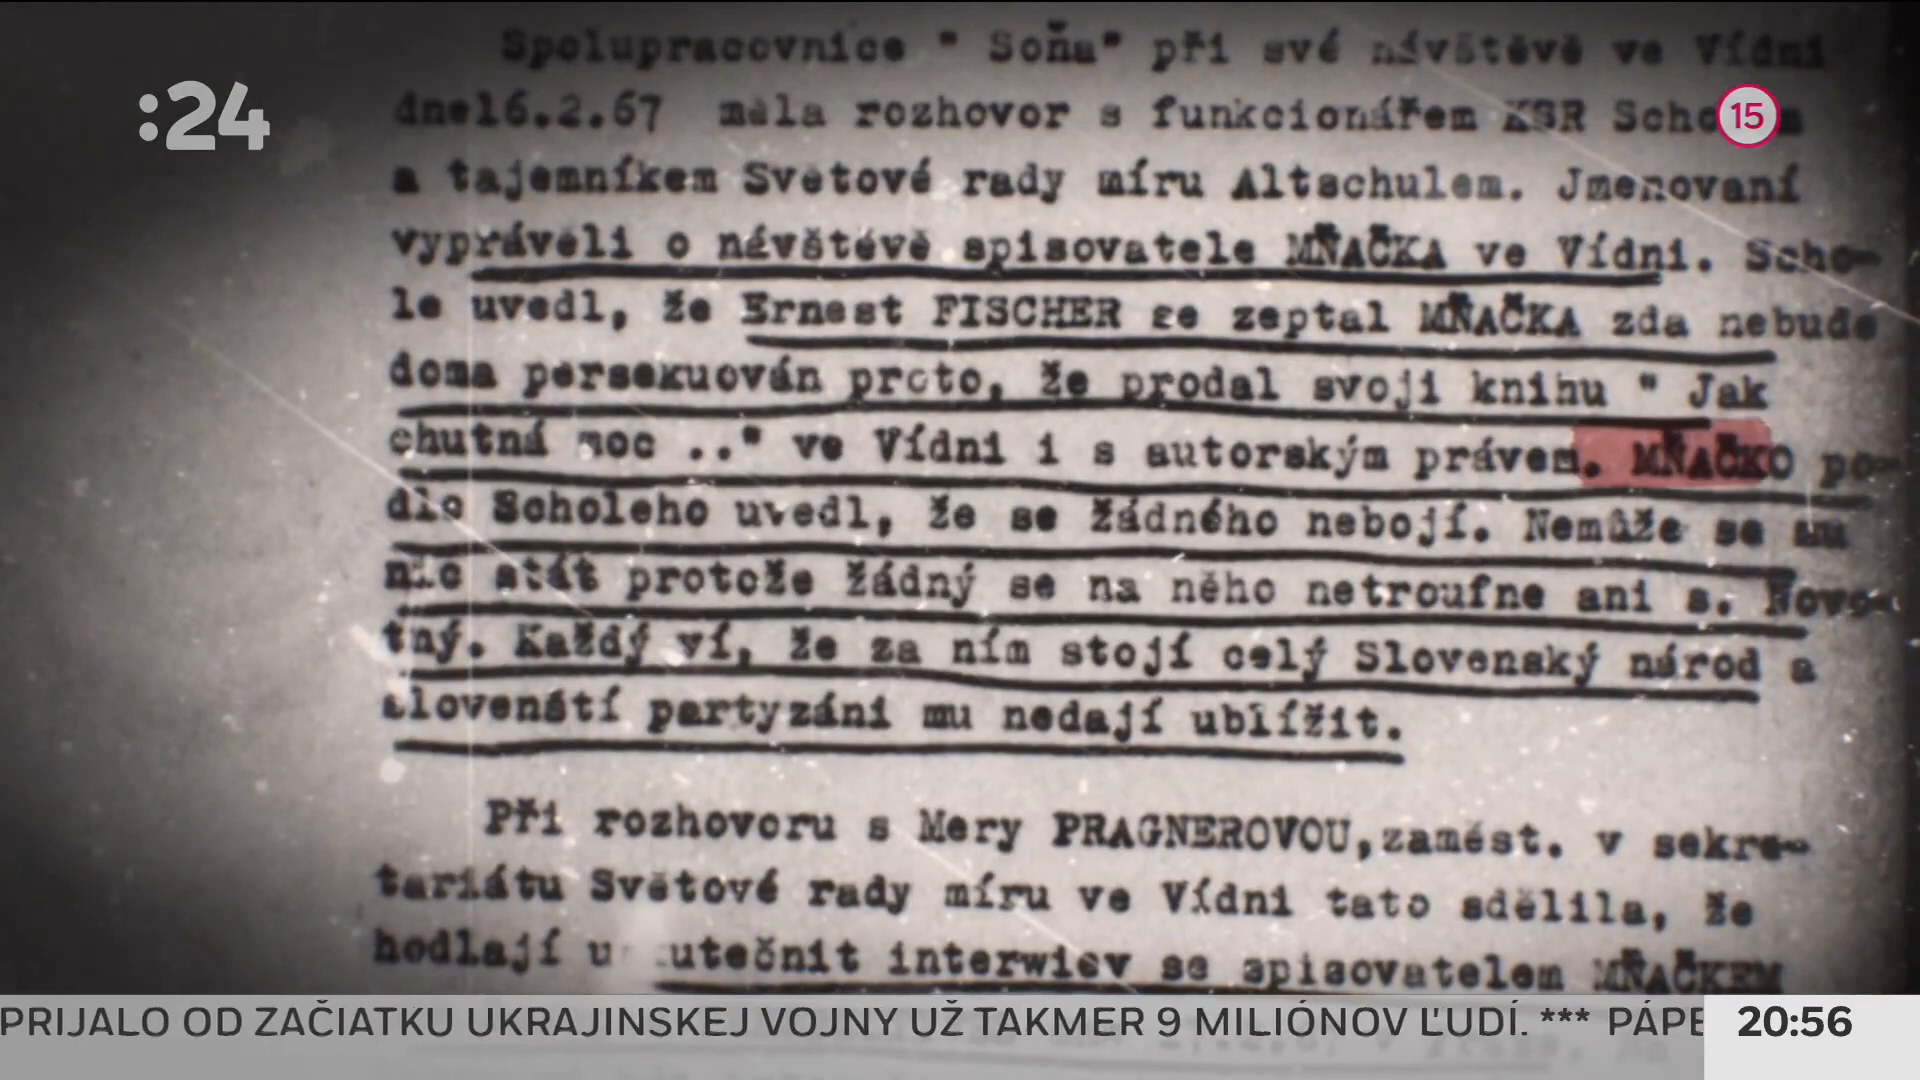 :24
15
Spolupracovnice " Soňa" při své návštěvě ve Vídni
dne16.2.67 měla rozhovor s funkcionářem KSR
a tajemníkem Světové rady míru Altschulem. Jmenovaní
vyprávěli o návštěvě spisovatele MŇAČKA ve Vídni. Scho-
le uvedl, že Ernest FISCHER se zeptal MŇAČKA zda nebude
doma persekuován proto, že prodal svoji knihu " Jak
chutná moc .." ve Vídni i s autorským právem. MŇAČKO po-
dle Scholeho uvedl, že se žádného nebojí. Nemůže se mu
nic stát protože žádný se na něho netroufne ani s. Novo-
tný. Každý ví, že za ním stojí celý Slovenský národ a
slovenští partyzáni mu nedají ublížit.
Při rozhovoru s Mery PRAGNEROVOU,zaměst. v sekre-
tariátu Světové rady míru ve Vídni tato sdělila, že
hodlají interwiev se spisovatelem MŇAČKEM
PRIJALO OD ZAČIATKU UKRAJINSKEJ VOJNY UŽ TAKMER 9 MILIÓNOV ĽUDÍ. *** PÁPE
20:56